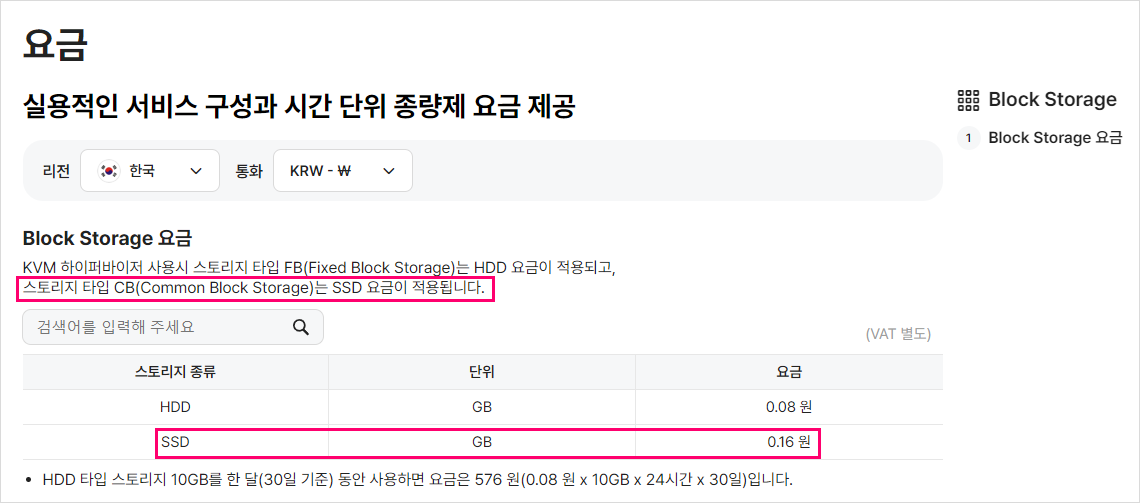 요금
실용적인 서비스 구성과 시간 단위 종량제 요금 제공
리전 한국 통화 KRW - ₩
Block Storage 요금
KVM 하이퍼바이저 사용시 스토리지 타입 FB(Fixed Block Storage)는 HDD 요금이 적용되고,
스토리지 타입 CB(Common Block Storage)는 SSD 요금이 적용됩니다.
검색어를 입력해 주세요
(VAT 별도)
스토리지 종류 단위 요금
HDD GB 0.08 원
SSD GB 0.16 원
• HDD 타입 스토리지 10GB를 한 달(30일 기준) 동안 사용하면 요금은 576 원(0.08 원 x 10GB x 24시간 x 30일)입니다.
Block Storage
1 Block Storage 요금